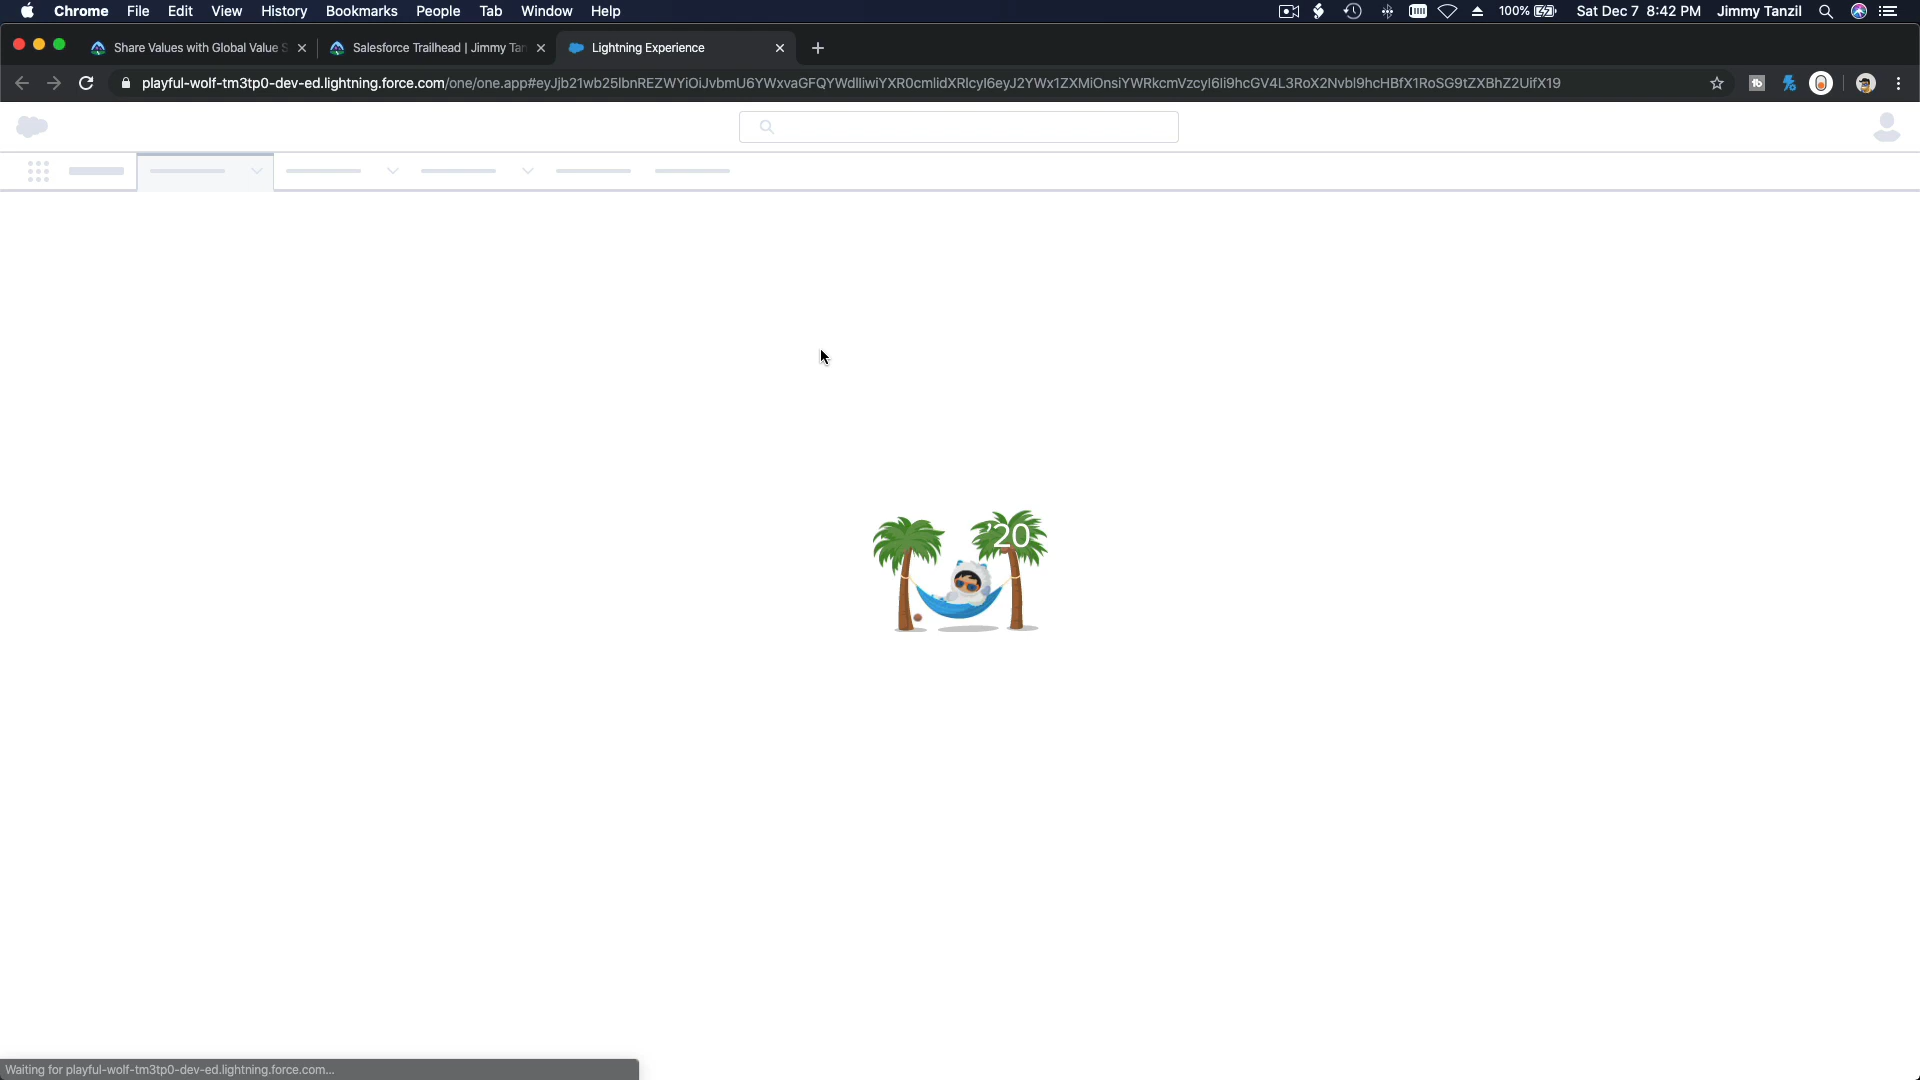 Chrome File Edit View History Bookmarks People Tab Window Help 100% Sat Dec 7 8:42 PM Jimmy Tanzil
Share Values with Global Value S Salesforce Trailhead | Jimmy Tan Lightning Experience
playful-wolf-tm3tp0-dev-ed.lightning.force.com/one/one.app#eyJjb21wb25lbnREZWYiOiJvbmU6YWxvaGFQYWdlIiwiYXR0cmlidXRlcyI6eyJ2YWx1ZXMiOnsiYWRkcmVzcyI6Ii9hcGV4L3RoX2Nvbl9hcHBfX1RoSG9tZXBhZ2UifX19
'20
Waiting for playful-wolf-tm3tp0-dev-ed.lightning.force.com...